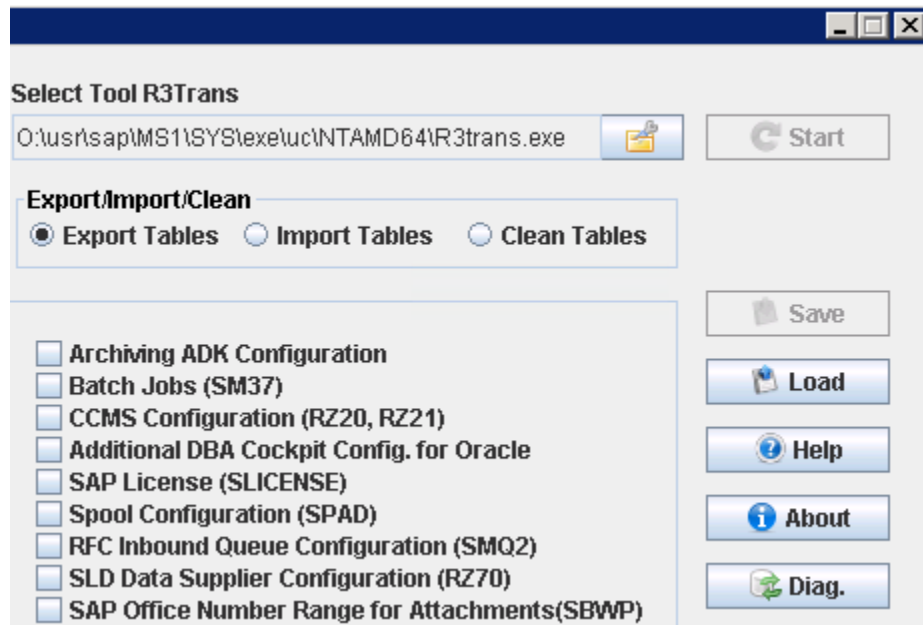 Select Tool R3Trans
O:\usr\sap\MS1\SYS\exe\uc\NTAMD64\R3trans.exe
Start
Export/Import/Clean
Export Tables Import Tables Clean Tables
Save
Archiving ADK Configuration
Batch Jobs (SM37)
Load
CCMS Configuration (RZ20, RZ21)
Additional DBA Cockpit Config. for Oracle
Help
SAP License (SLICENSE)
Spool Configuration (SPAD)
About
RFC Inbound Queue Configuration (SMQ2)
SLD Data Supplier Configuration (RZ70)
Diag.
SAP Office Number Range for Attachments(SBWP)